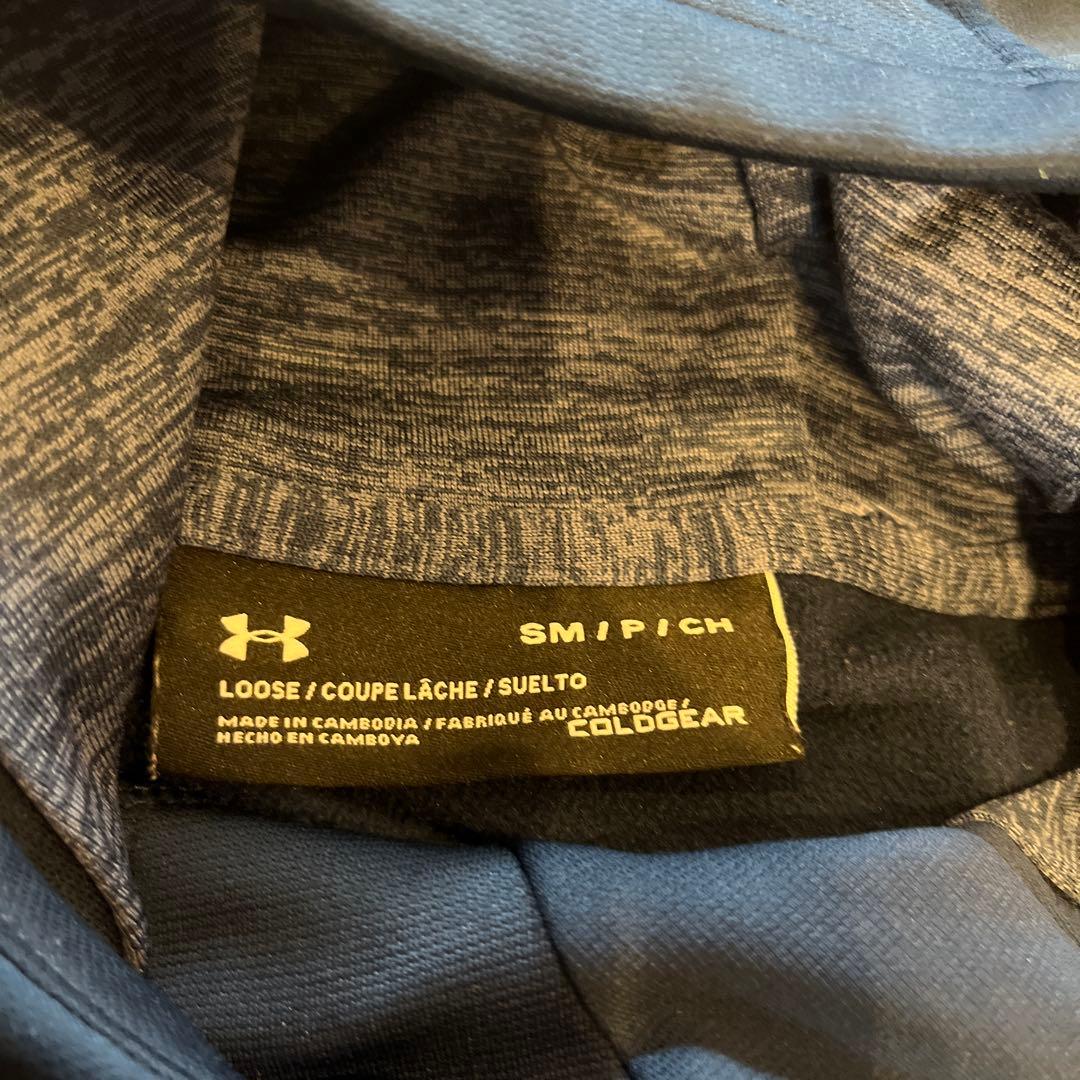 SM / P / CH
LOOSE / COUPE LÂCHE / SUELTO
MADE IN CAMBODIA / FABRIQUÉ AU CAMBODGE /
HECHO EN CAMBOYA
COLDGEAR